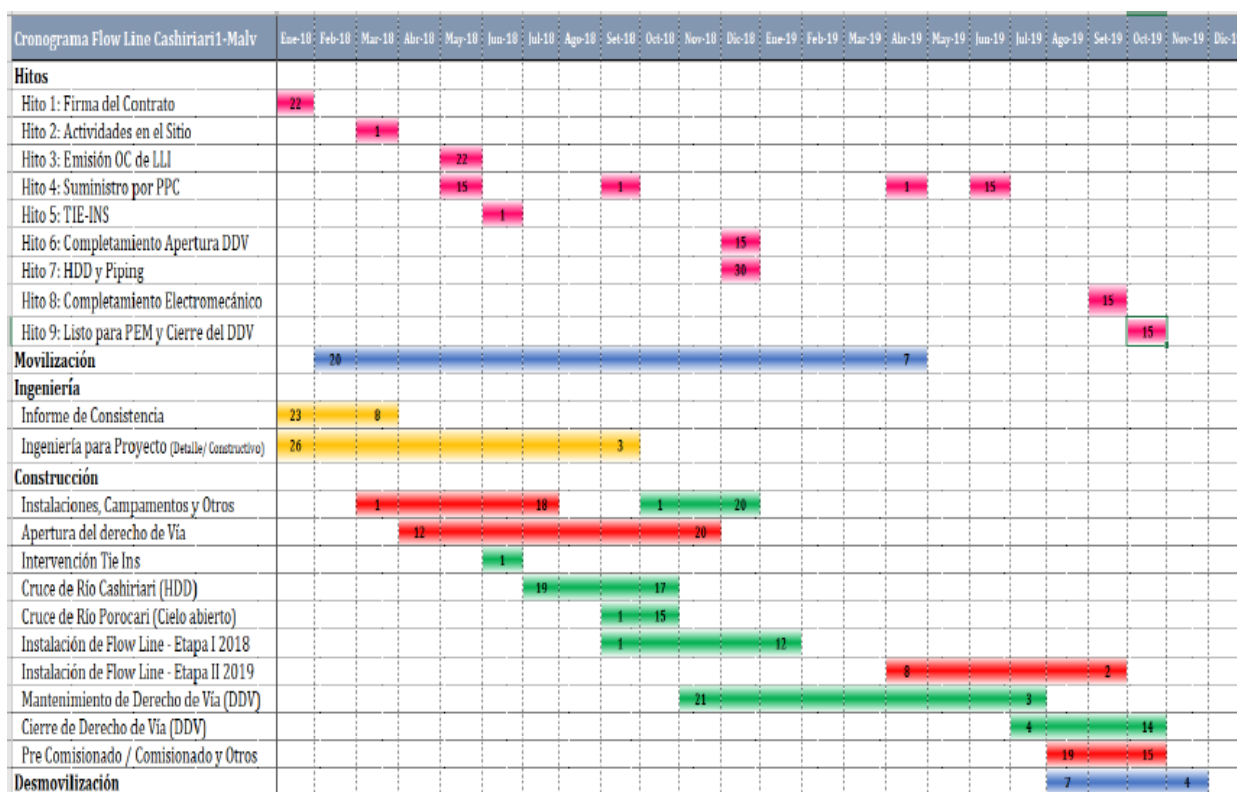 Cronograma Flow Line Cashiriari1-Malv Ene-18 Feb-18 Mar-18 Abr-18 May-18 Jun-18 Jul-18 Ago-18 Set-18 Oct-18 Nov-18 Dic-18 Ene-19 Feb-19 Mar-19 Abr-19 May-19 Jun-19 Jul-19 Ago-19 Set-19 Oct-19 Nov-19 Dic-1
Hitos
Hito 1: Firma del Contrato 22
Hito 2: Actividades en el Sitio 1
Hito 3: Emisión OC de LLI 22
Hito 4: Suministro por PPC 15 1 1 15
Hito 5: TIE-INS 1
Hito 6: Completamiento Apertura DDV 15
Hito 7: HDD y Piping 30
Hito 8: Completamiento Electromecánico 15
Hito 9: Listo para PEM y Cierre del DDV 15
Movilización 20 7
Ingeniería
Informe de Consistencia 23 8
Ingeniería para Proyecto (Detalle/ Constructivo) 26 3
Construcción
Instalaciones, Campamentos y Otros 1 18 1 20
Apertura del derecho de Vía 12 20
Intervención Tie Ins 1
Cruce de Río Cashiriari (HDD) 19 17
Cruce de Río Porocari (Cielo abierto) 1 15
Instalación de Flow Line - Etapa I 2018 1 12
Instalación de Flow Line - Etapa II 2019 8 2
Mantenimiento de Derecho de Vía (DDV) 21 3
Cierre de Derecho de Vía (DDV) 4 14
Pre Comisionado / Comisionado y Otros 19 15
Desmovilización 7 4